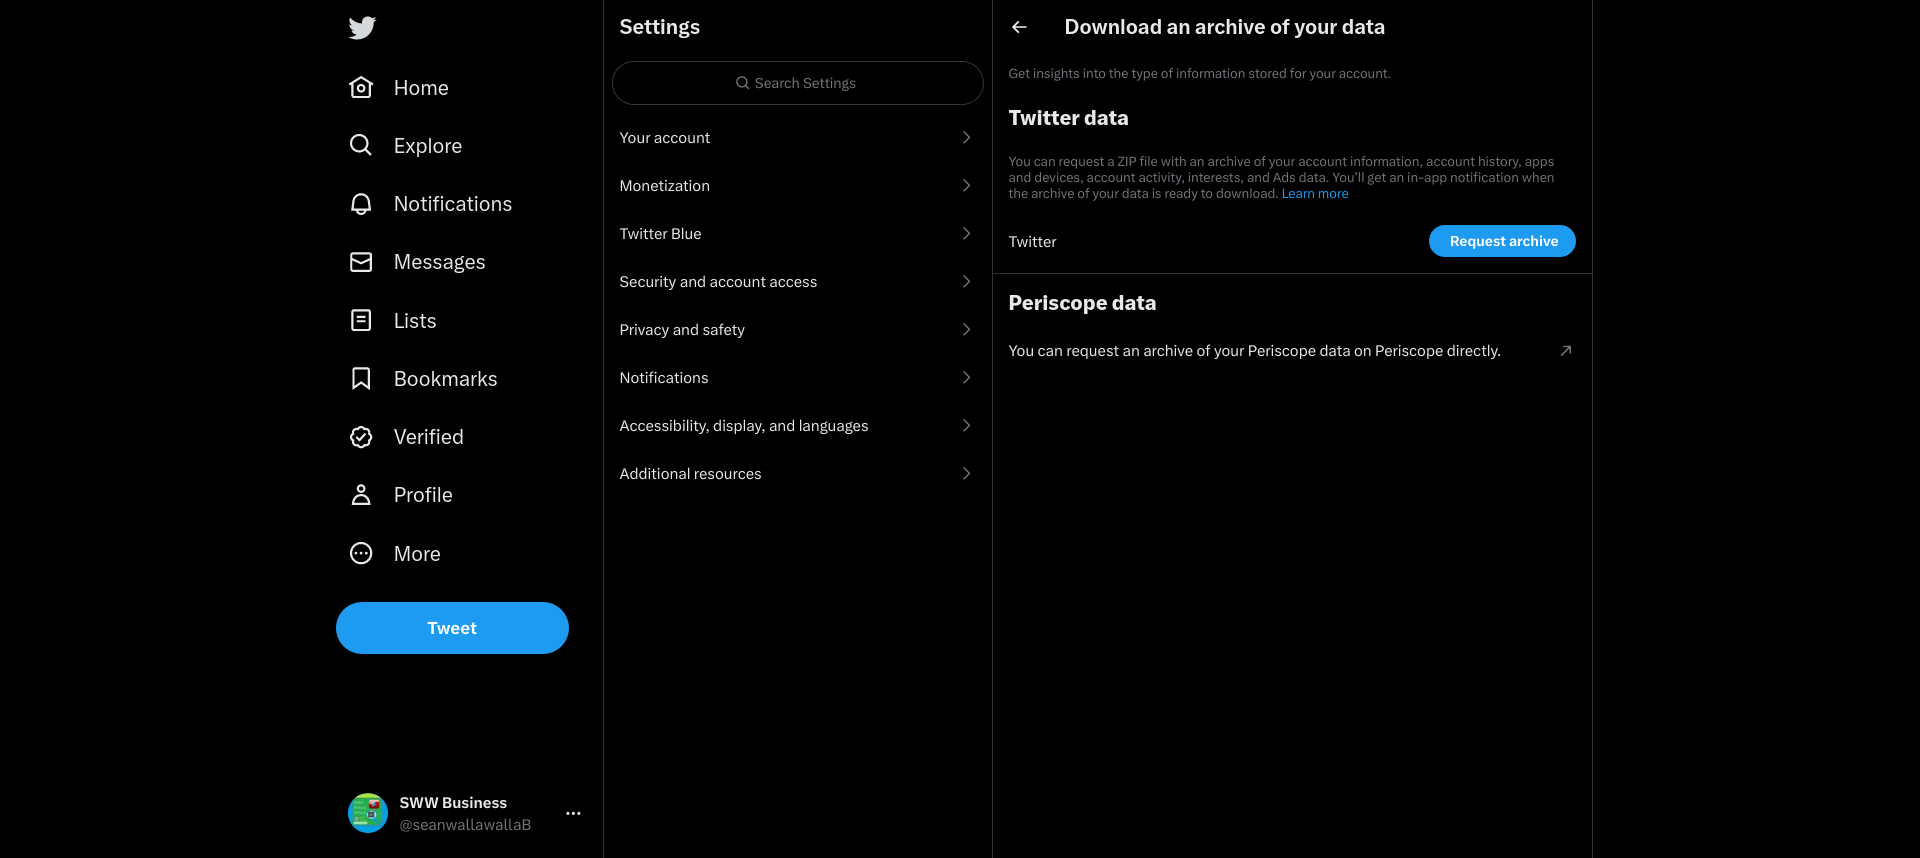 Home
Explore
Notifications
Messages
Lists
Bookmarks
Verified
Profile
More
Tweet
SWW Business
@seanwallawallaB
Settings
Search Settings
Your account
Monetization
Twitter Blue
Security and account access
Privacy and safety
Notifications
Accessibility, display, and languages
Additional resources
Download an archive of your data
Get insights into the type of information stored for your account.
Twitter data
You can request a ZIP file with an archive of your account information, account history, apps
and devices, account activity, interests, and Ads data. You’ll get an in-app notification when
the archive of your data is ready to download. Learn more
Twitter
Request archive
Periscope data
You can request an archive of your Periscope data on Periscope directly.